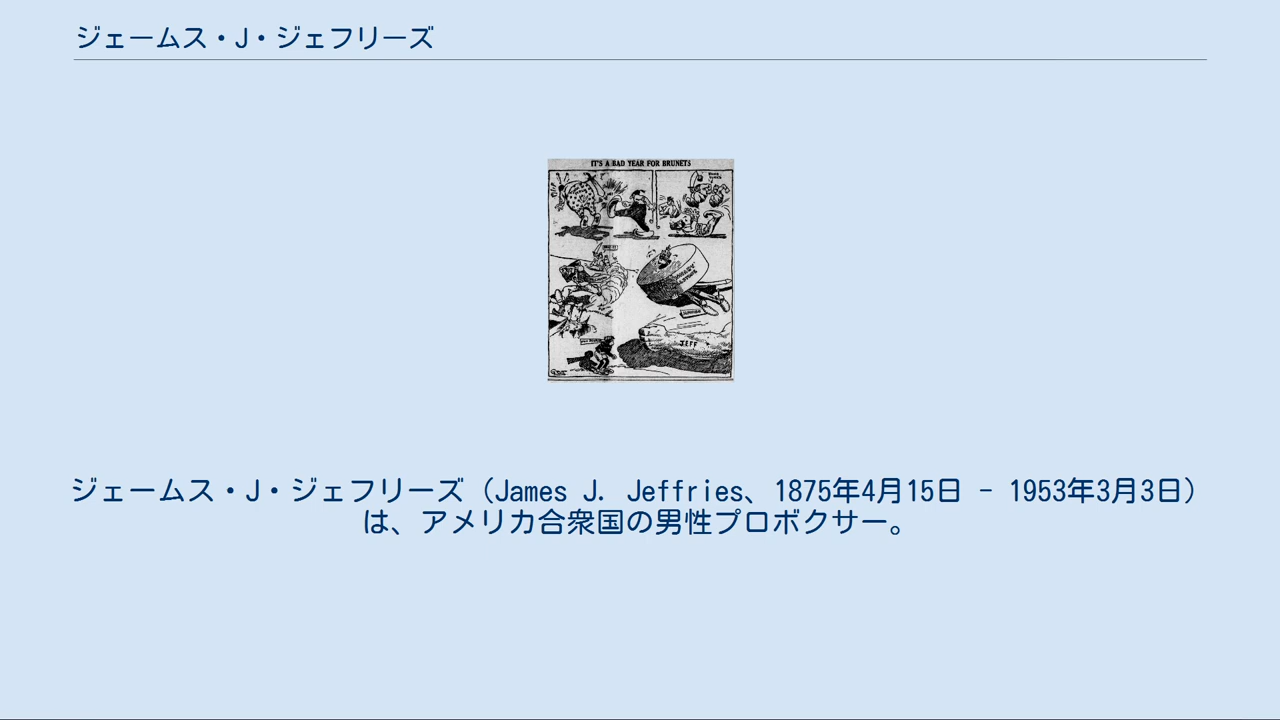 ジェームス・J・ジェフリーズ
IT'S A BAD YEAR FOR BRUNETS
JEFF
ジェームス・J・ジェフリーズ（James J. Jeffries、1875年4月15日 - 1953年3月3日）
は、アメリカ合衆国の男性プロボクサー。